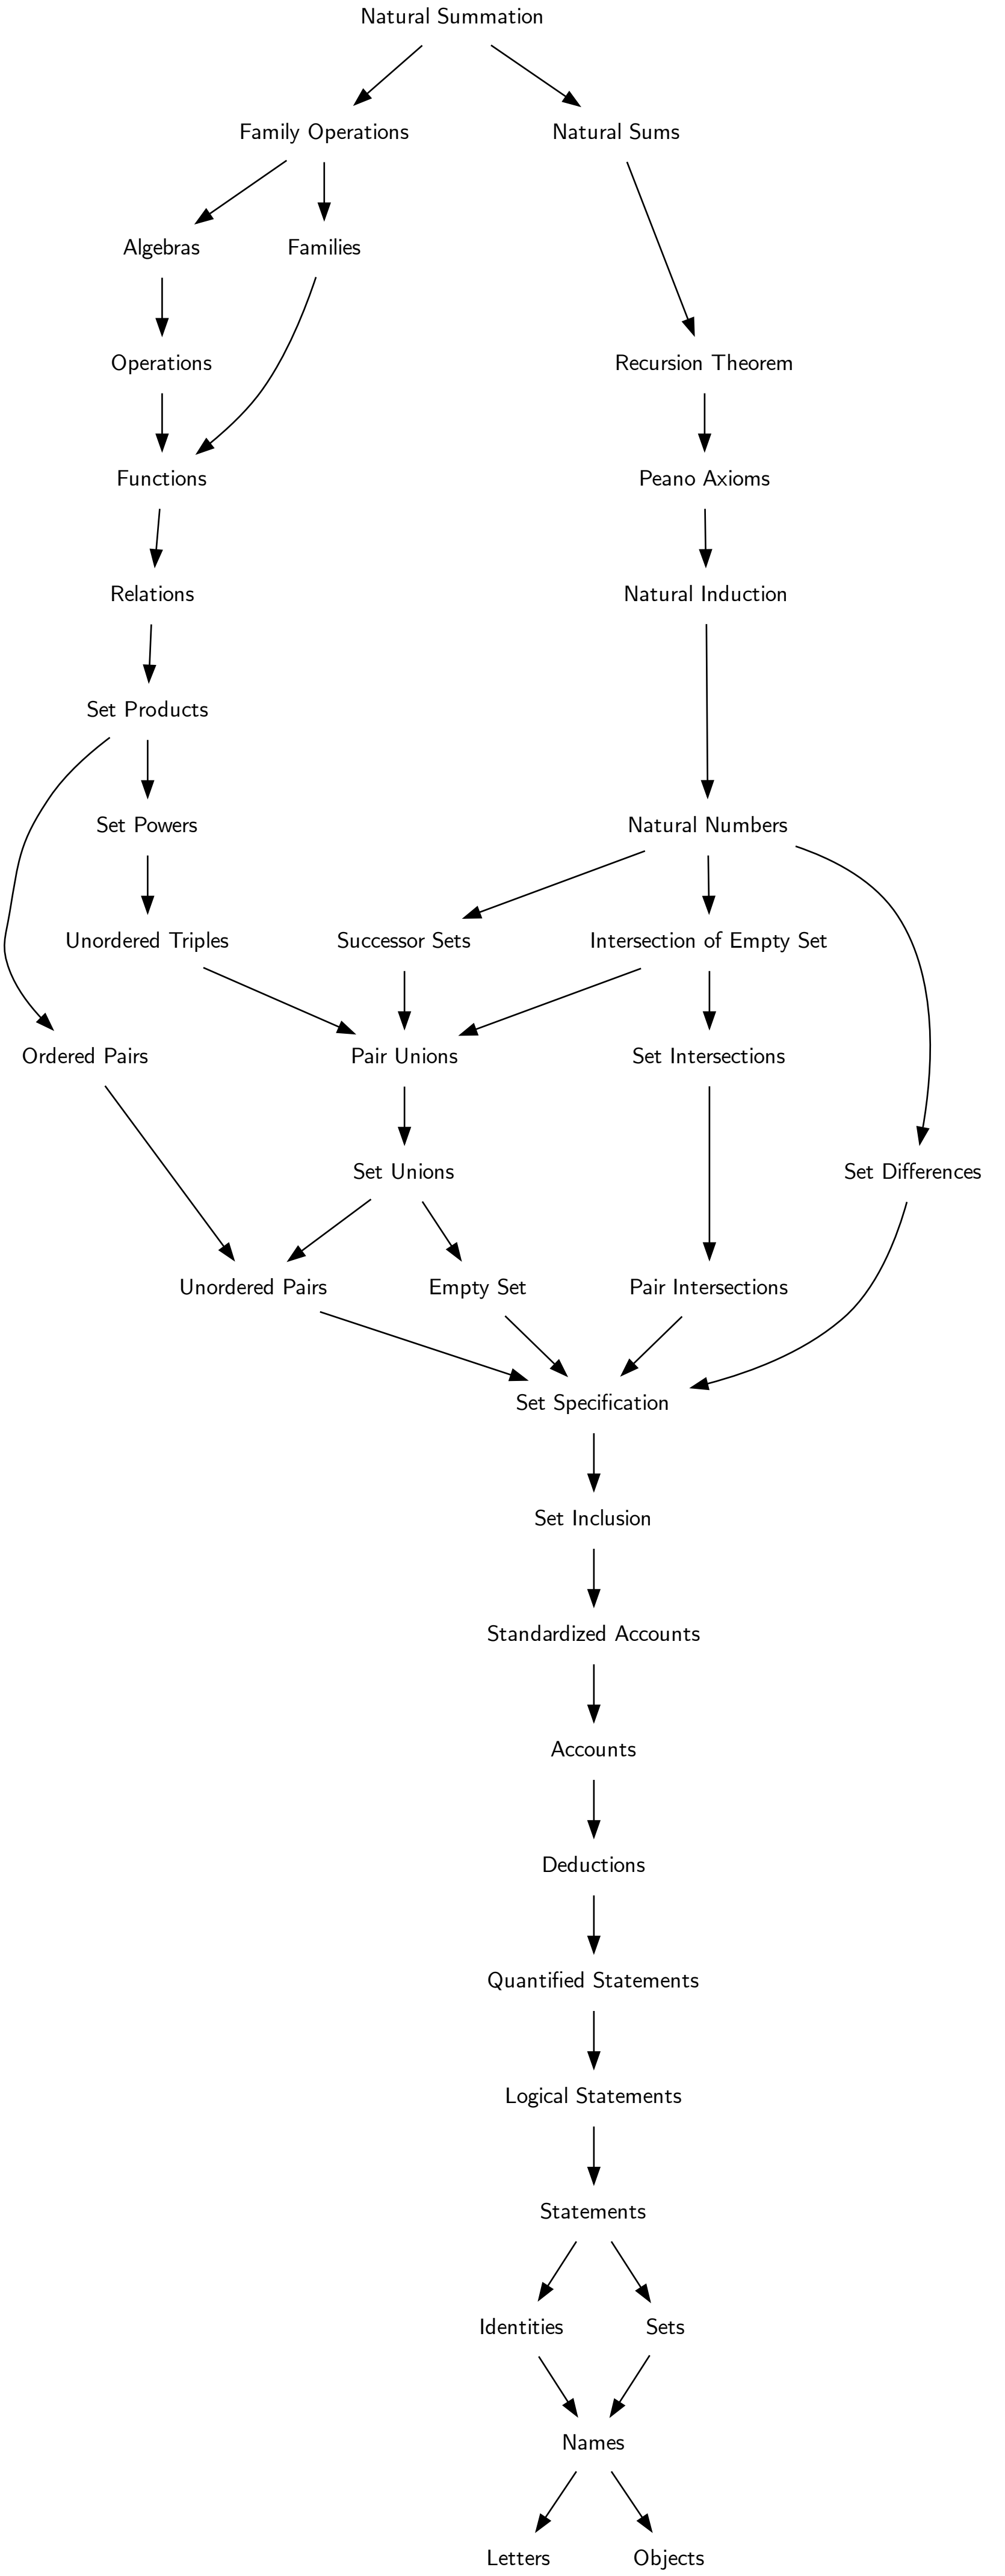 Natural Summation
Family Operations
Natural Sums
Algebras
Families
Operations
Recursion Theorem
Functions
Peano Axioms
Relations
Natural Induction
Set Products
Set Powers
Natural Numbers
Unordered Triples
Successor Sets
Intersection of Empty Set
Ordered Pairs
Pair Unions
Set Intersections
Set Unions
Set Differences
Unordered Pairs
Empty Set
Pair Intersections
Set Specification
Set Inclusion
Standardized Accounts
Accounts
Deductions
Quantified Statements
Logical Statements
Statements
Identities
Sets
Names
Letters
Objects